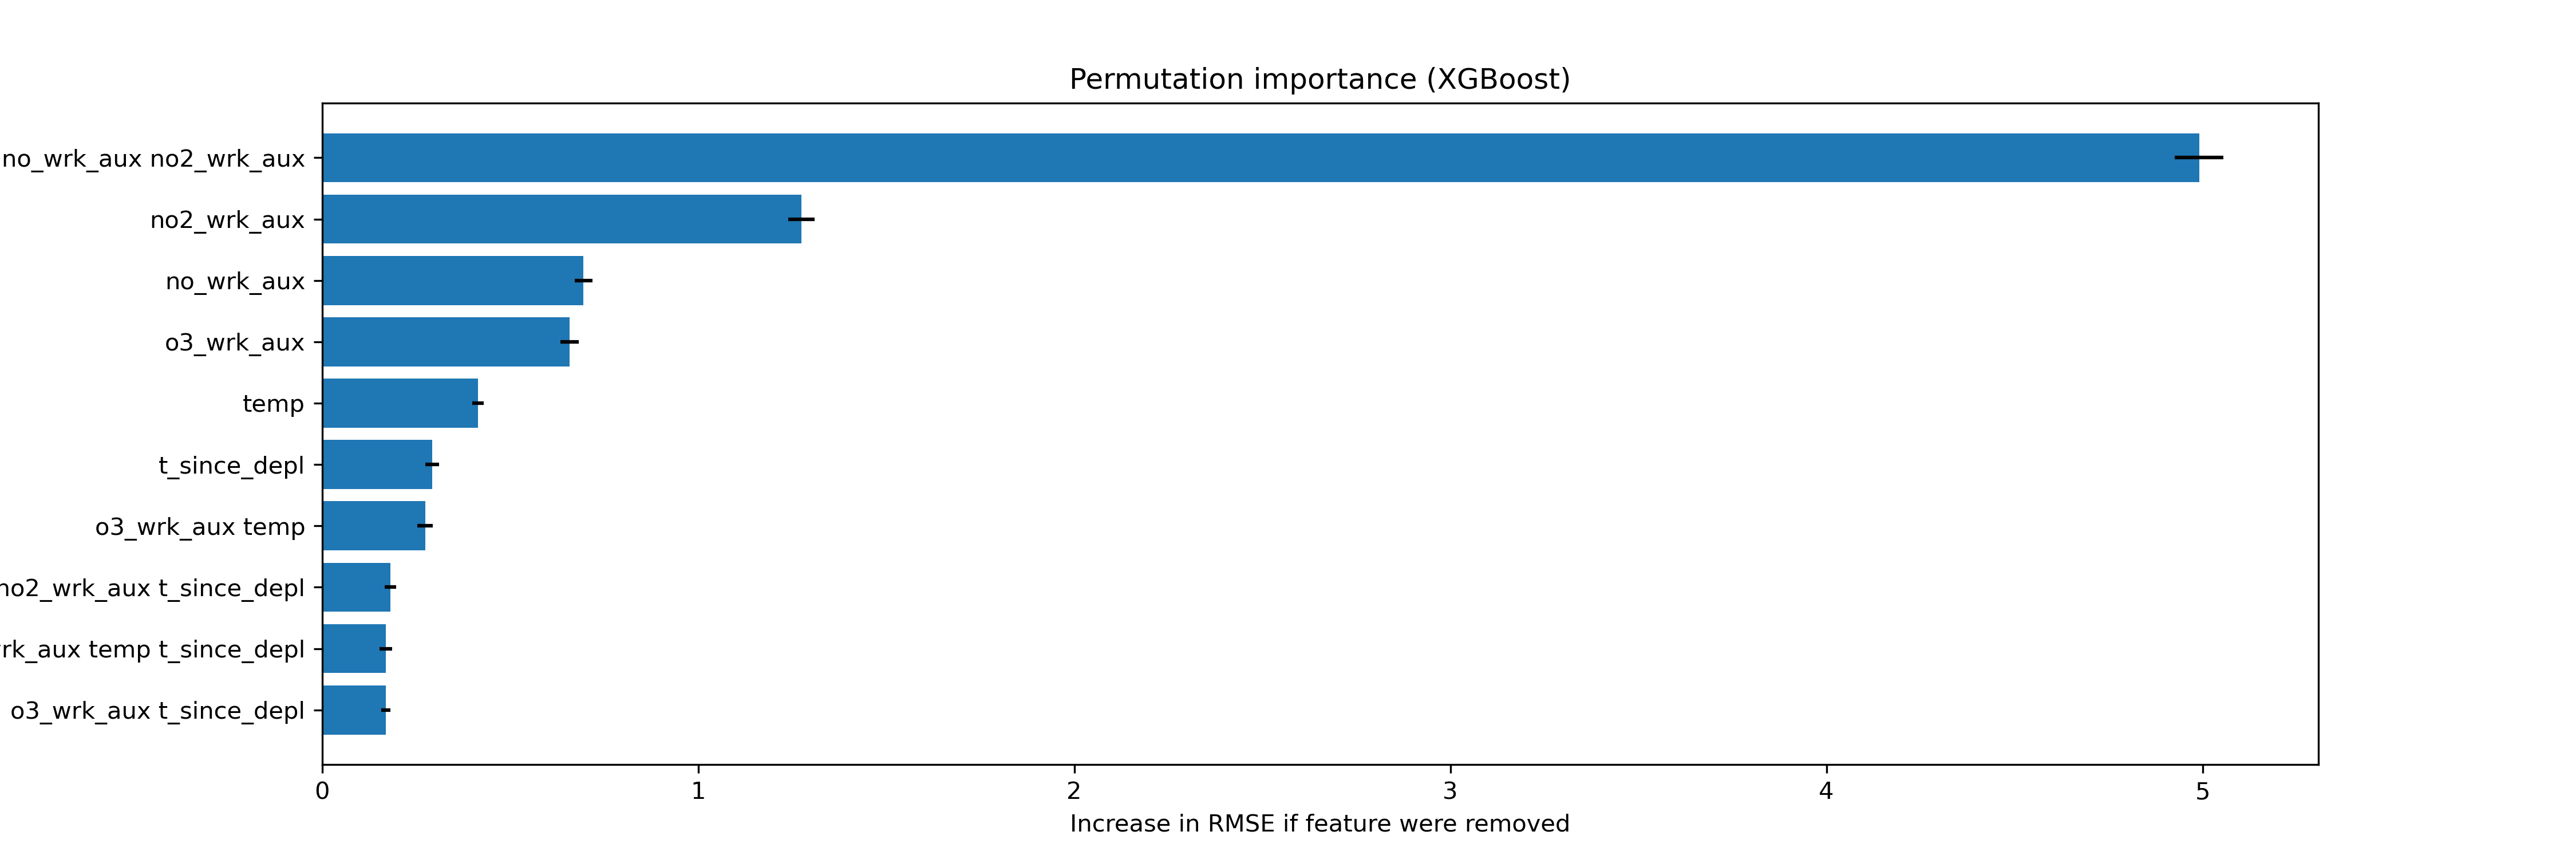 Permutation importance (XGBoost)
no_wrk_aux no2_wrk_aux
no2_wrk_aux
no_wrk_aux
o3_wrk_aux
temp
t_since_depl
o3_wrk_aux temp
no2_wrk_aux t_since_depl
rk_aux temp t_since_depl
o3_wrk_aux t_since_depl
0 1 2 3 4 5
Increase in RMSE if feature were removed